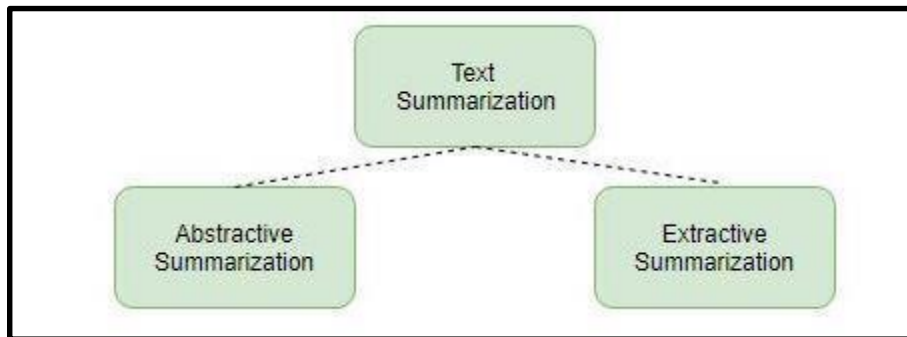 Text
Summarization
Abstractive
Summarization
Extractive
Summarization